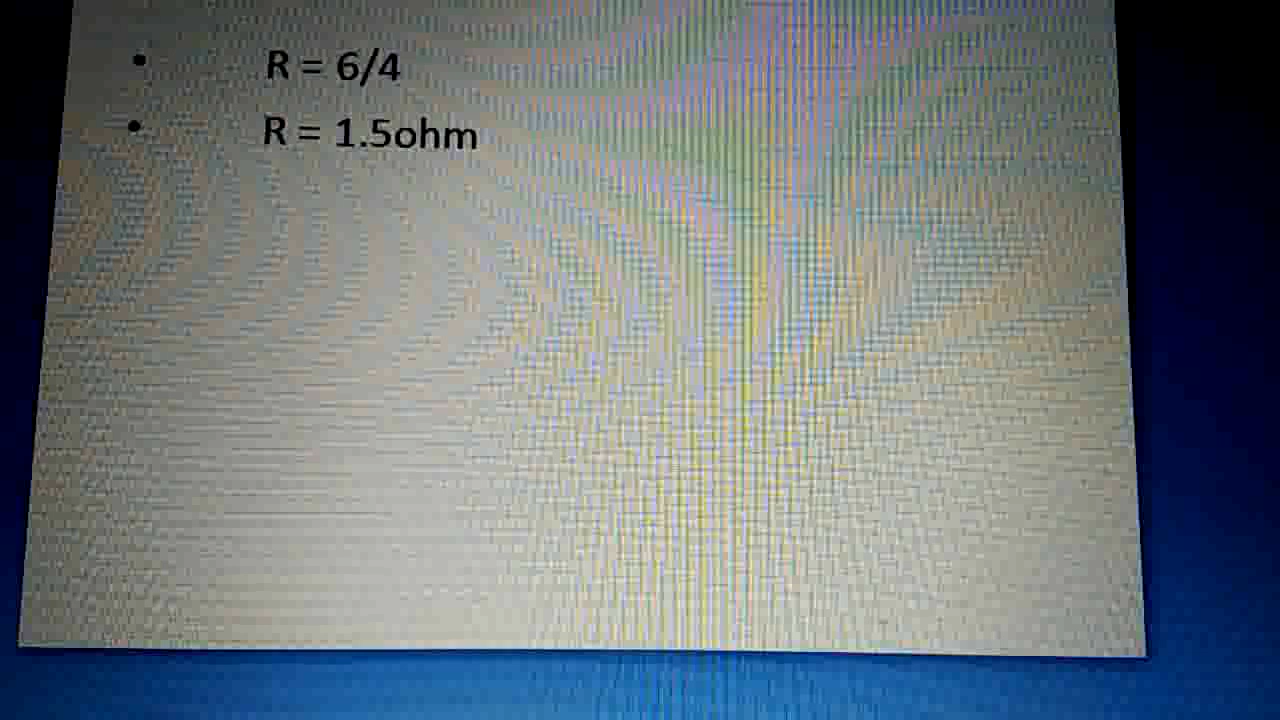 • R = 6/4
• R = 1.5ohm